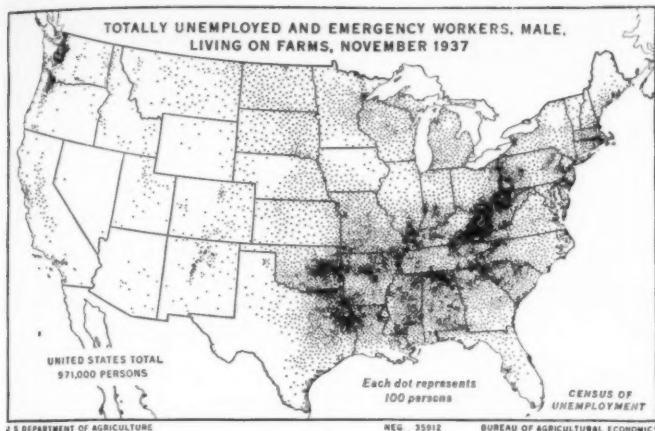 TOTALLY UNEMPLOYED AND EMERGENCY WORKERS, MALE,
LIVING ON FARMS, NOVEMBER 1937
UNITED STATES TOTAL
971,000 PERSONS
Each dot represents
100 persons
CENSUS OF
UNEMPLOYMENT
U.S. DEPARTMENT OF AGRICULTURE NEG. 35912 BUREAU OF AGRICULTURAL ECONOMICS